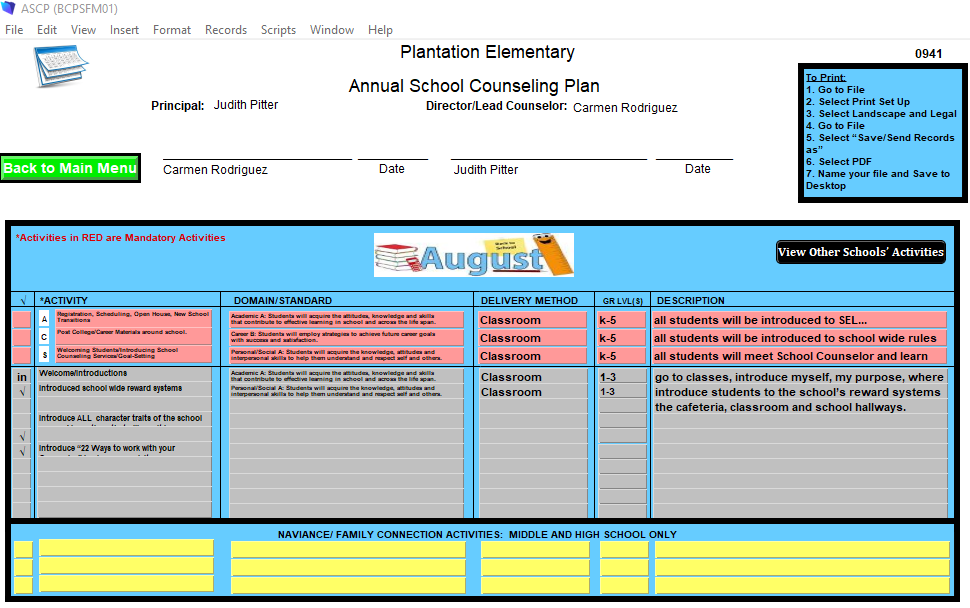 ASCP (BCPSFM01)
File Edit View Insert Format Records Scripts Window Help
Plantation Elementary
0941
Annual School Counseling Plan
Principal: Judith Pitter Director/Lead Counselor: Carmen Rodriguez
To Print:
1. Go to File
2. Select Print Set Up
3. Select Landscape and Legal
4. Go to File
5. Select “Save/Send Records
as”
6. Select PDF
7. Name your file and Save to
Desktop
Back to Main Menu
Carmen Rodriguez Date Judith Pitter Date
*Activities in RED are Mandatory Activities
Back to
School!
August
View Other Schools’ Activities
√ *ACTIVITY DOMAIN/STANDARD DELIVERY METHOD GR LVL(S) DESCRIPTION
A
Registration, Scheduling, Open House, New School
Transitions
Academic A: Students will acquire the attitudes, knowledge and skills
that contribute to effective learning in school and across the life span.
Classroom k-5 all students will be introduced to SEL...
C
Post College/Career Materials around school.
Career B: Students will employ strategies to achieve future career goals
with success and satisfaction.
Classroom k-5 all students will be introduced to school wide rules
S
Welcoming Students/Introducing School
Counseling Services/Goal-Setting
Personal/Social A: Students will acquire the knowledge, attitudes and
interpersonal skills to help them understand and respect self and others.
Classroom k-5 all students will meet School Counselor and learn
in Welcome/Introductions
Academic A: Students will acquire the attitudes, knowledge and skills
that contribute to effective learning in school and across the life span.
Classroom 1-3 go to classes, introduce myself, my purpose, where
√ Introduced school wide reward systems
Personal/Social A: Students will acquire the knowledge, attitudes and
interpersonal skills to help them understand and respect self and others.
Classroom 1-3 introduce students to the school’s reward systems
the cafeteria, classroom and school hallways.
Introduce ALL character traits of the school
√
√ Introduce “22 Ways to work with your
NAVIANCE/ FAMILY CONNECTION ACTIVITIES: MIDDLE AND HIGH SCHOOL ONLY